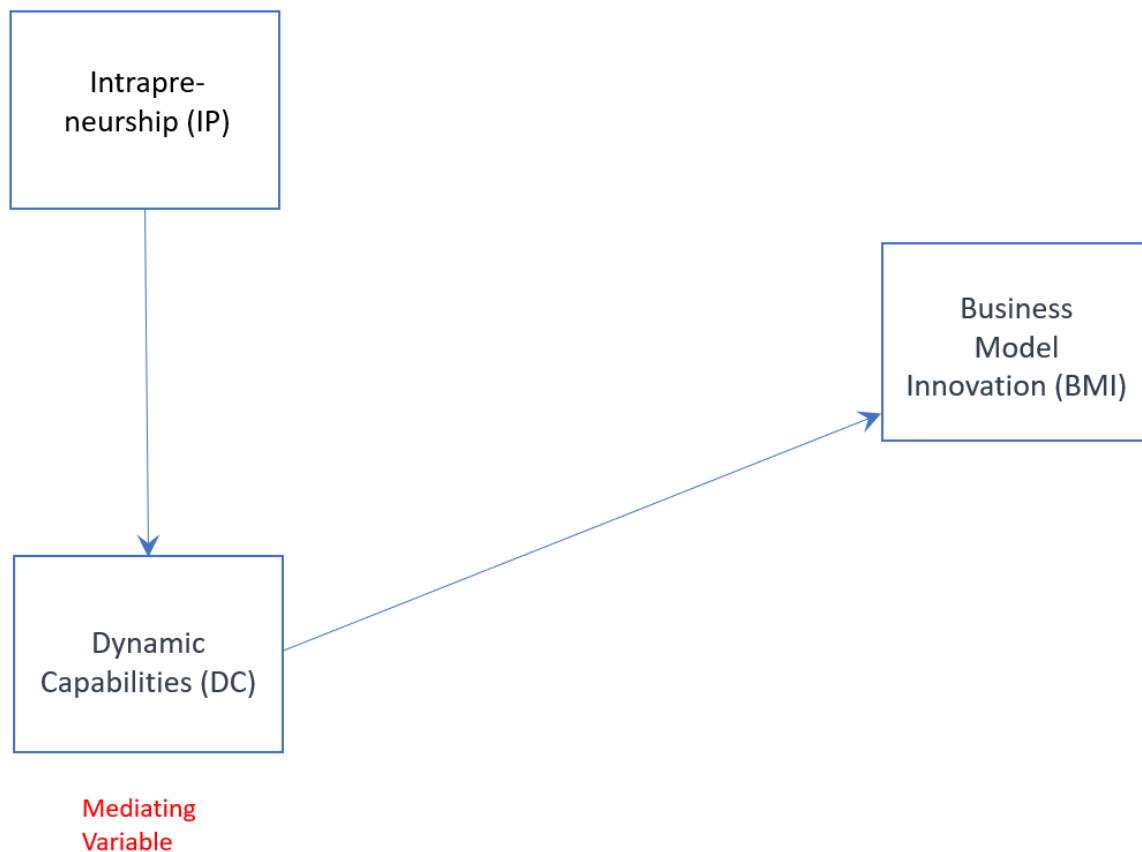 Intrapre-
neurship (IP)
Business
Model
Innovation (BMI)
Dynamic
Capabilities (DC)
Mediating
Variable